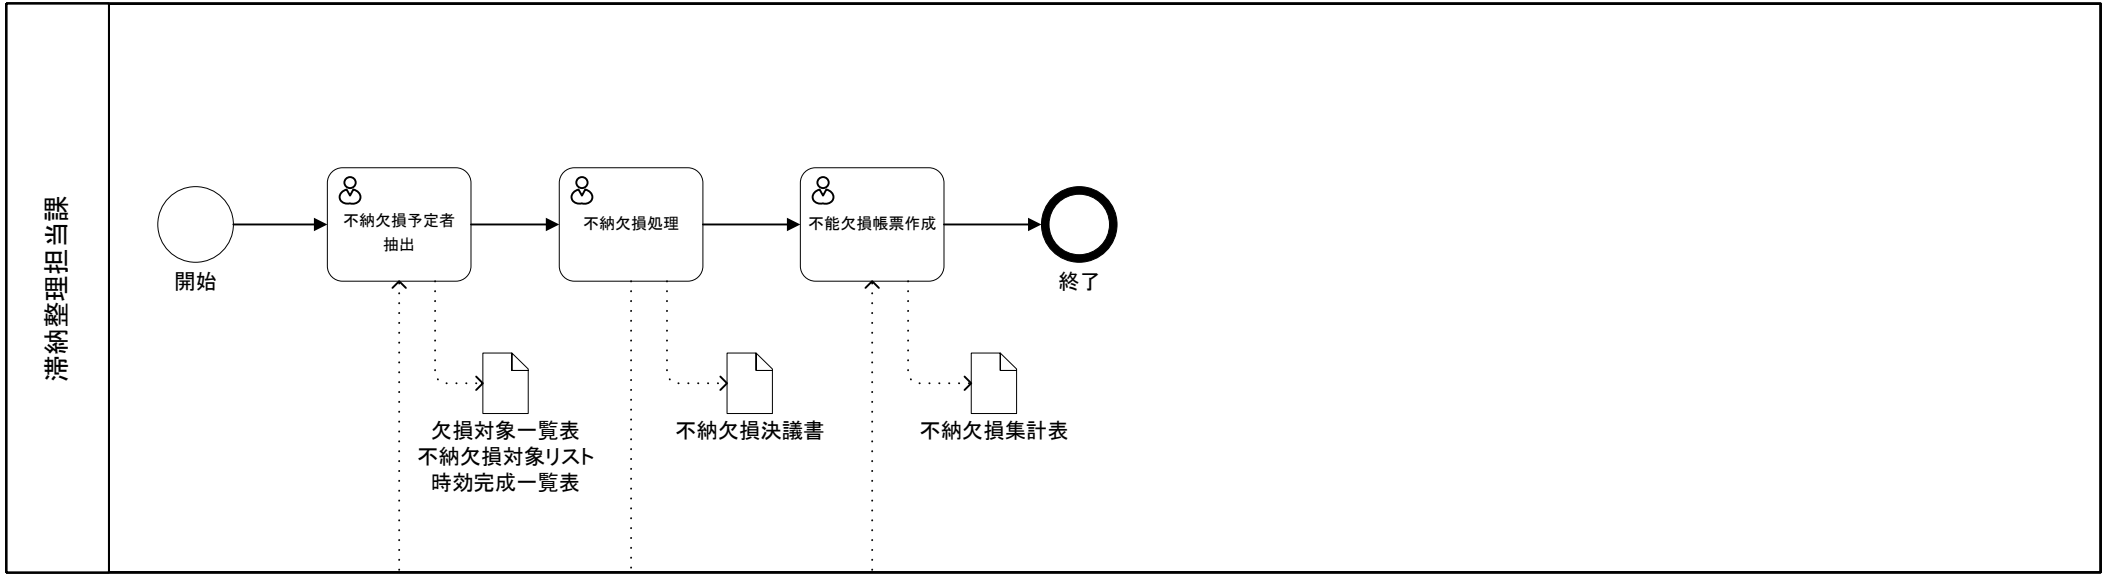 滞納整理担当課
開始
不納欠損予定者
抽出
不納欠損処理
不能欠損帳票作成
終了
欠損対象一覧表
不納欠損対象リスト
時効完成一覧表
不納欠損決議書
不納欠損集計表